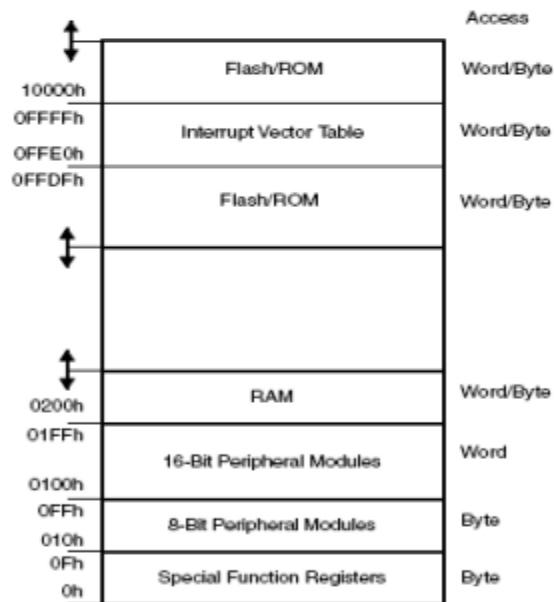 Access
Flash/ROM Word/Byte
10000h
0FFFFh
Interrupt Vector Table Word/Byte
0FFE0h
0FFDFh
Flash/ROM Word/Byte
RAM Word/Byte
0200h
01FFh
16-Bit Peripheral Modules Word
0100h
0FFh
8-Bit Peripheral Modules Byte
010h
0Fh
Special Function Registers Byte
0h